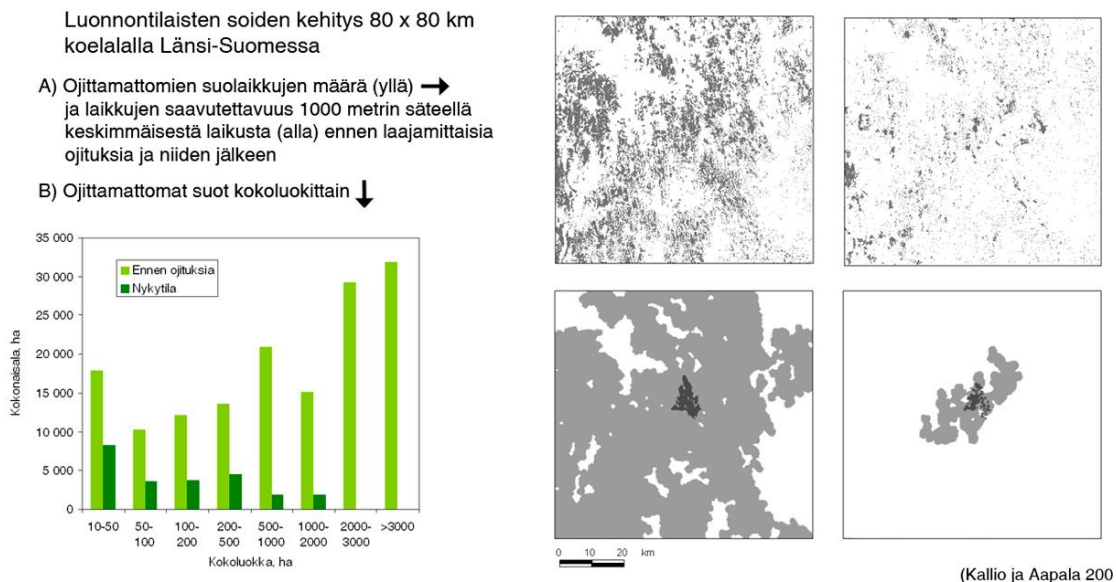 Luonnontilaisten soiden kehitys 80 x 80 km
koelalalla Länsi-Suomessa
A) Ojittamattomien suolaikkujen määrä (yllä)
ja laikkujen saavutettavuus 1000 metrin säteellä
keskimmäisestä laikusta (alla) ennen laajamittaisia
ojituksia ja niiden jälkeen
B) Ojittamattomat suot kokoluokittain
35 000
30 000
25 000
20 000
15 000
10 000
5 000
0
Kokonaisala, ha
Ennen ojituksia
Nykytila
10-50
50-
100
100-
200
200-
500
500-
1000
1000-
2000
2000-
3000
>3000
Kokoluokka, ha
0 10 20 km
(Kallio ja Aapala 200